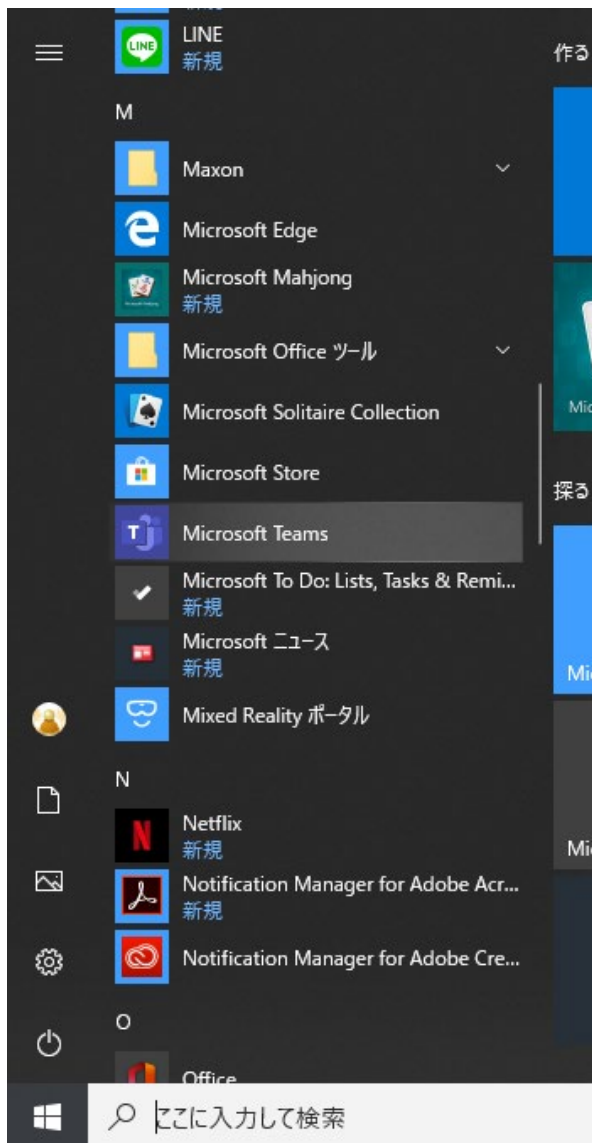 LINE
新規
作る
M
Maxon
Microsoft Edge
Microsoft Mahjong
新規
Microsoft Office ツール
Microsoft Solitaire Collection
Microsoft Store
探る
Microsoft Teams
Microsoft To Do: Lists, Tasks & Remi...
新規
Microsoft ニュース
新規
Mixed Reality ポータル
N
Netflix
新規
Notification Manager for Adobe Acr...
新規
Notification Manager for Adobe Cre...
O
Office
ここに入力して検索